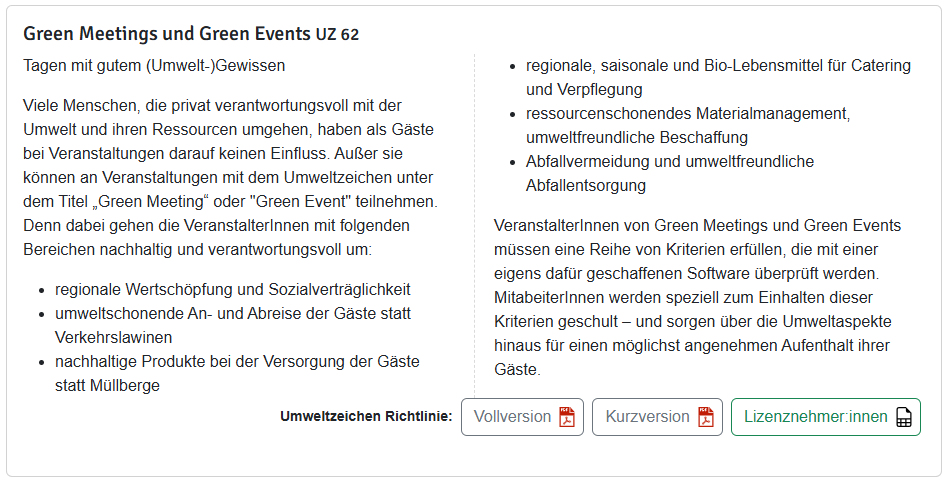 Green Meetings und Green Events UZ 62
Tagen mit gutem (Umwelt-)Gewissen
Viele Menschen, die privat verantwortungsvoll mit der
Umwelt und ihren Ressourcen umgehen, haben als Gäste
bei Veranstaltungen darauf keinen Einfluss. Außer sie
können an Veranstaltungen mit dem Umweltzeichen unter
dem Titel „Green Meeting“ oder "Green Event" teilnehmen.
Denn dabei gehen die VeranstalterInnen mit folgenden
Bereichen nachhaltig und verantwortungsvoll um:
• regionale Wertschöpfung und Sozialverträglichkeit
• umweltschonende An- und Abreise der Gäste statt
Verkehrslawinen
• nachhaltige Produkte bei der Versorgung der Gäste
statt Müllberge
• regionale, saisonale und Bio-Lebensmittel für Catering
und Verpflegung
• ressourcenschonendes Materialmanagement,
umweltfreundliche Beschaffung
• Abfallvermeidung und umweltfreundliche
Abfallentsorgung
VeranstalterInnen von Green Meetings und Green Events
müssen eine Reihe von Kriterien erfüllen, die mit einer
eigens dafür geschaffenen Software überprüft werden.
MitabeiterInnen werden speziell zum Einhalten dieser
Kriterien geschult – und sorgen über die Umweltaspekte
hinaus für einen möglichst angenehmen Aufenthalt ihrer
Gäste.
Umweltzeichen Richtlinie: Vollversion PDF Kurzversion PDF Lizenznehmer:innen